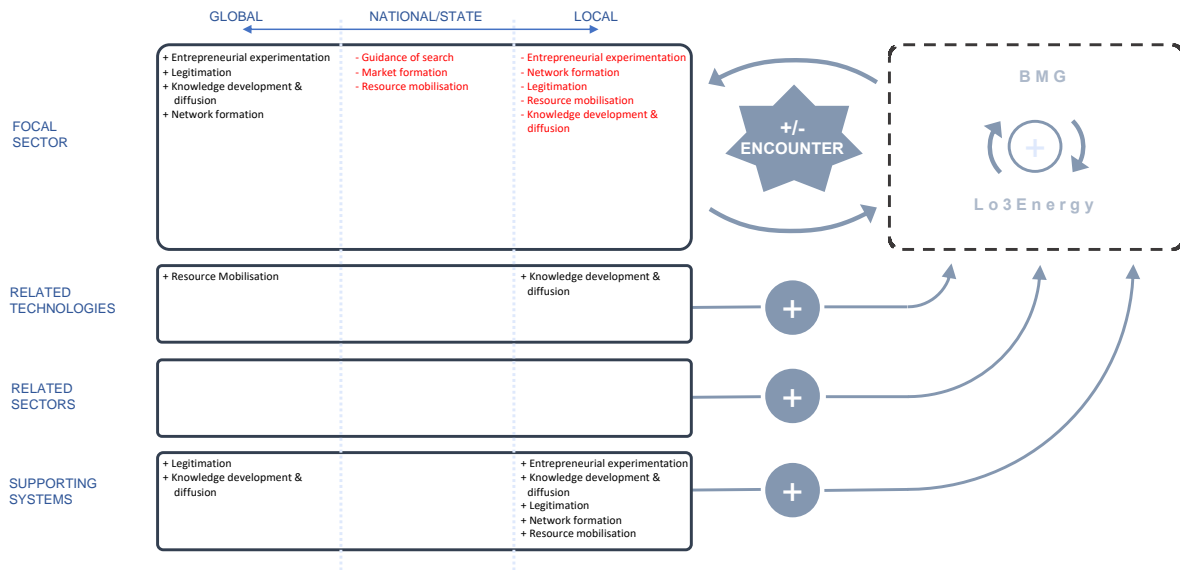 GLOBAL
NATIONAL/STATE
LOCAL
FOCAL
SECTOR
+ Entrepreneurial experimentation
+ Legitimation
+ Knowledge development &
diffusion
+ Network formation
- Guidance of search
- Market formation
- Resource mobilisation
- Entrepreneurial experimentation
- Network formation
- Legitimation
- Resource mobilisation
- Knowledge development &
diffusion
+/-
ENCOUNTER
BMG
+
Lo3Energy
RELATED
TECHNOLOGIES
+ Resource Mobilisation
+ Knowledge development &
diffusion
+
RELATED
SECTORS
+
SUPPORTING
SYSTEMS
+ Legitimation
+ Knowledge development &
diffusion
+ Entrepreneurial experimentation
+ Knowledge development &
diffusion
+ Legitimation
+ Network formation
+ Resource mobilisation
+